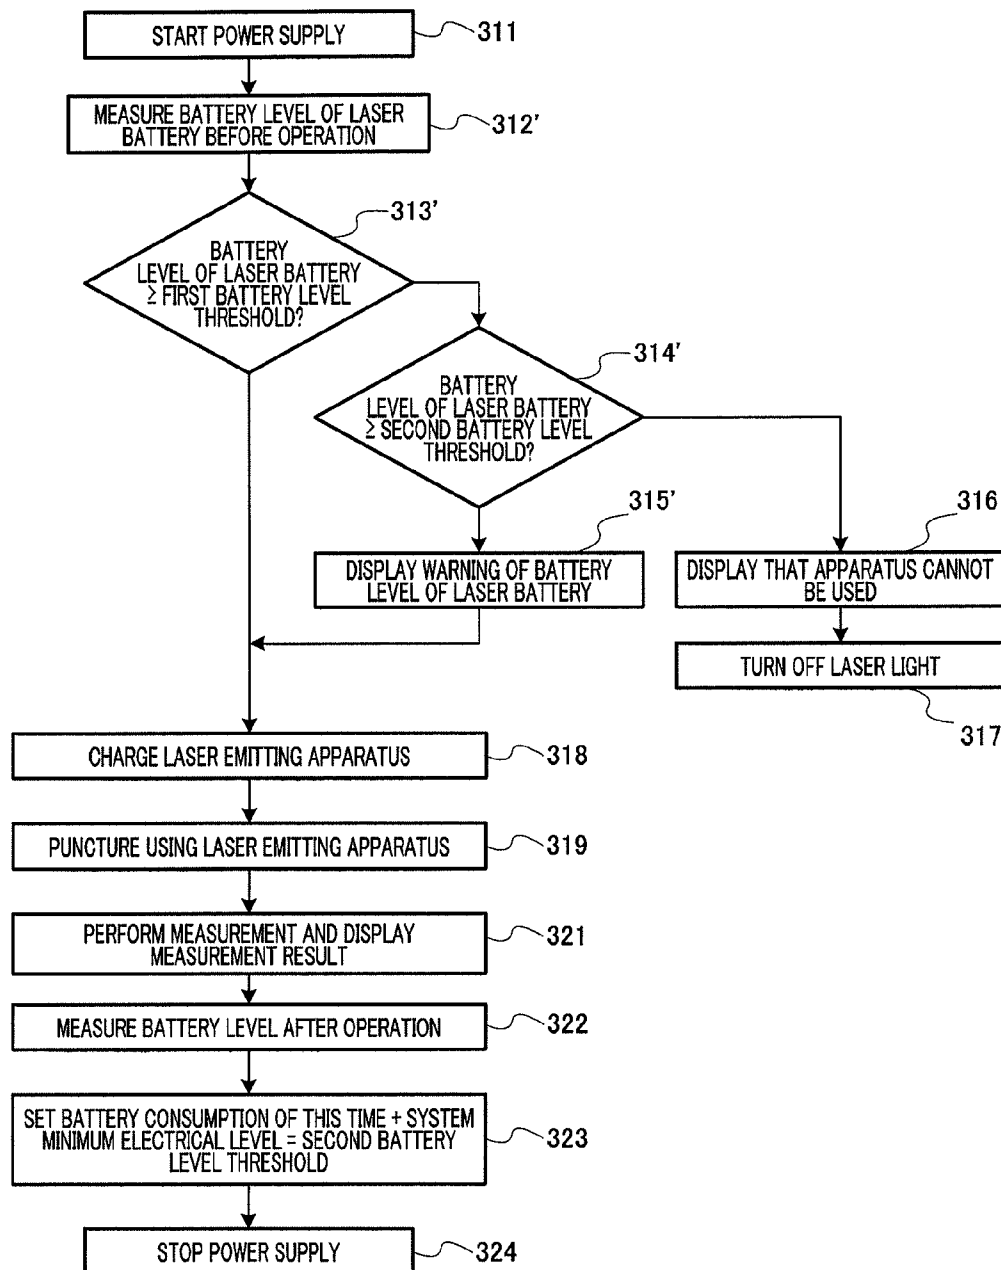 START POWER SUPPLY
311
MEASURE BATTERY LEVEL OF LASER
BATTERY BEFORE OPERATION
312'
313'
BATTERY
LEVEL OF LASER BATTERY
≥ FIRST BATTERY LEVEL
THRESHOLD?
314'
BATTERY
LEVEL OF LASER BATTERY
≥ SECOND BATTERY LEVEL
THRESHOLD?
315'
DISPLAY WARNING OF BATTERY
LEVEL OF LASER BATTERY
316
DISPLAY THAT APPARATUS CANNOT
BE USED
TURN OFF LASER LIGHT
317
CHARGE LASER EMITTING APPARATUS
318
PUNCTURE USING LASER EMITTING APPARATUS
319
PERFORM MEASUREMENT AND DISPLAY
MEASUREMENT RESULT
321
MEASURE BATTERY LEVEL AFTER OPERATION
322
SET BATTERY CONSUMPTION OF THIS TIME + SYSTEM
MINIMUM ELECTRICAL LEVEL = SECOND BATTERY
LEVEL THRESHOLD
323
STOP POWER SUPPLY
324